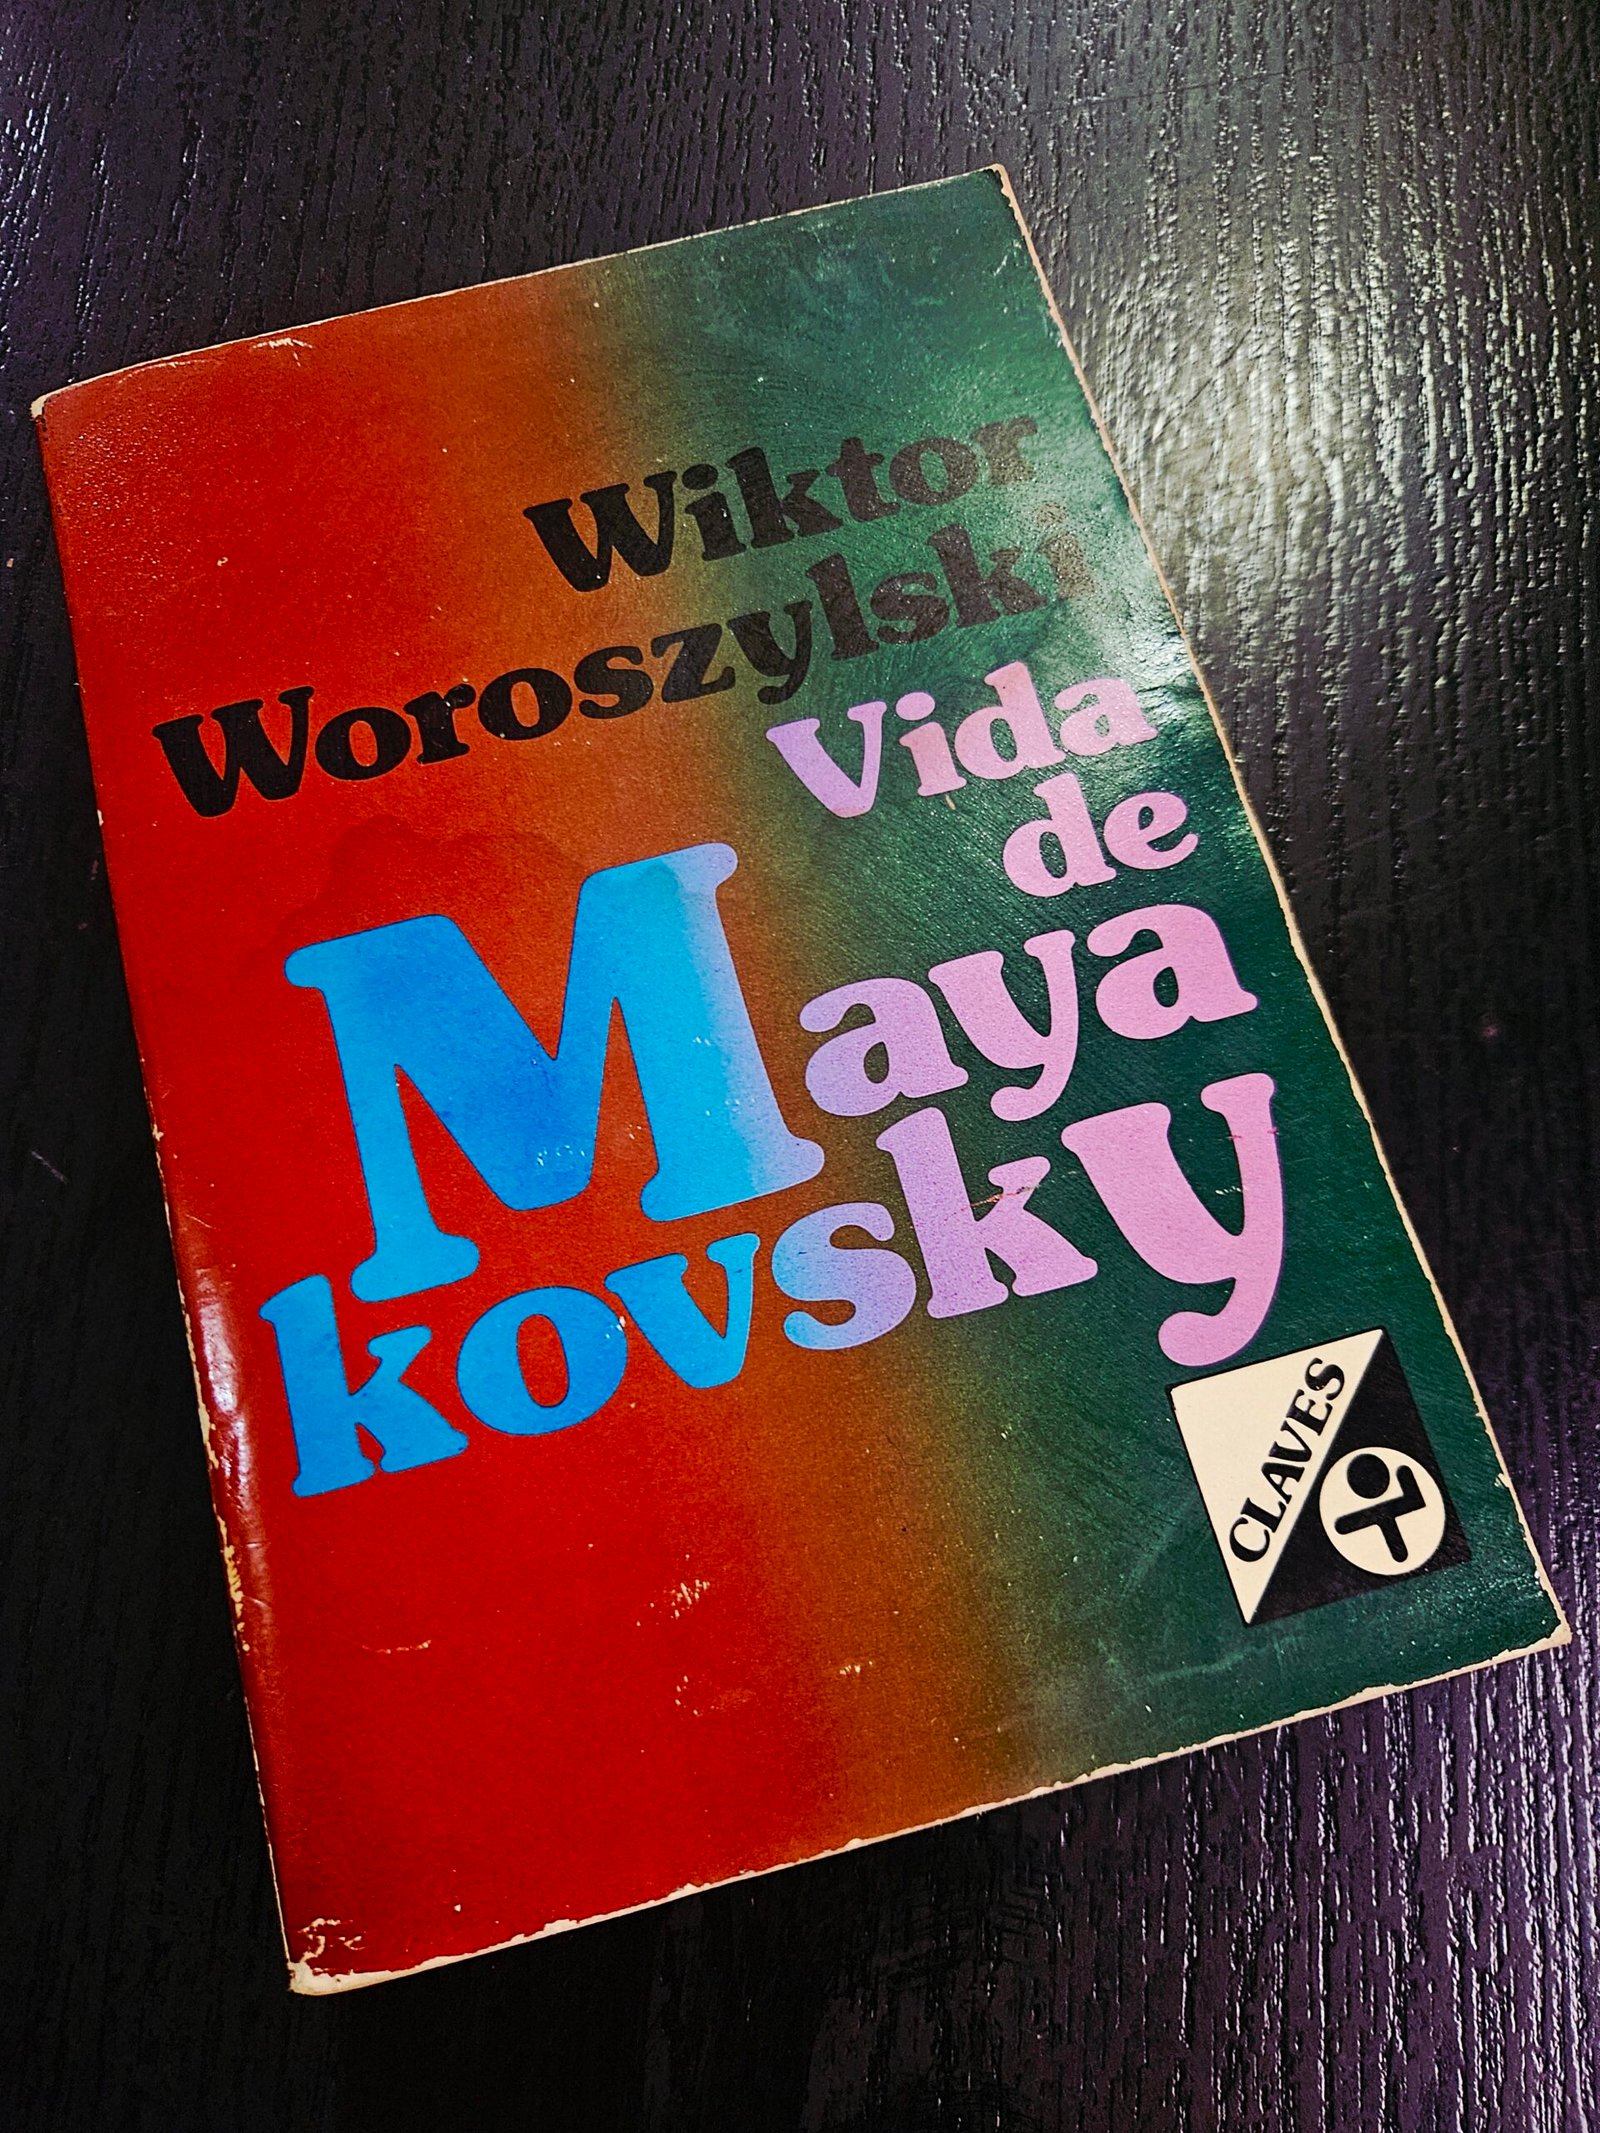 Wiktor
Woroszylski
Vida
de
Maya
kovsky
CLAVES